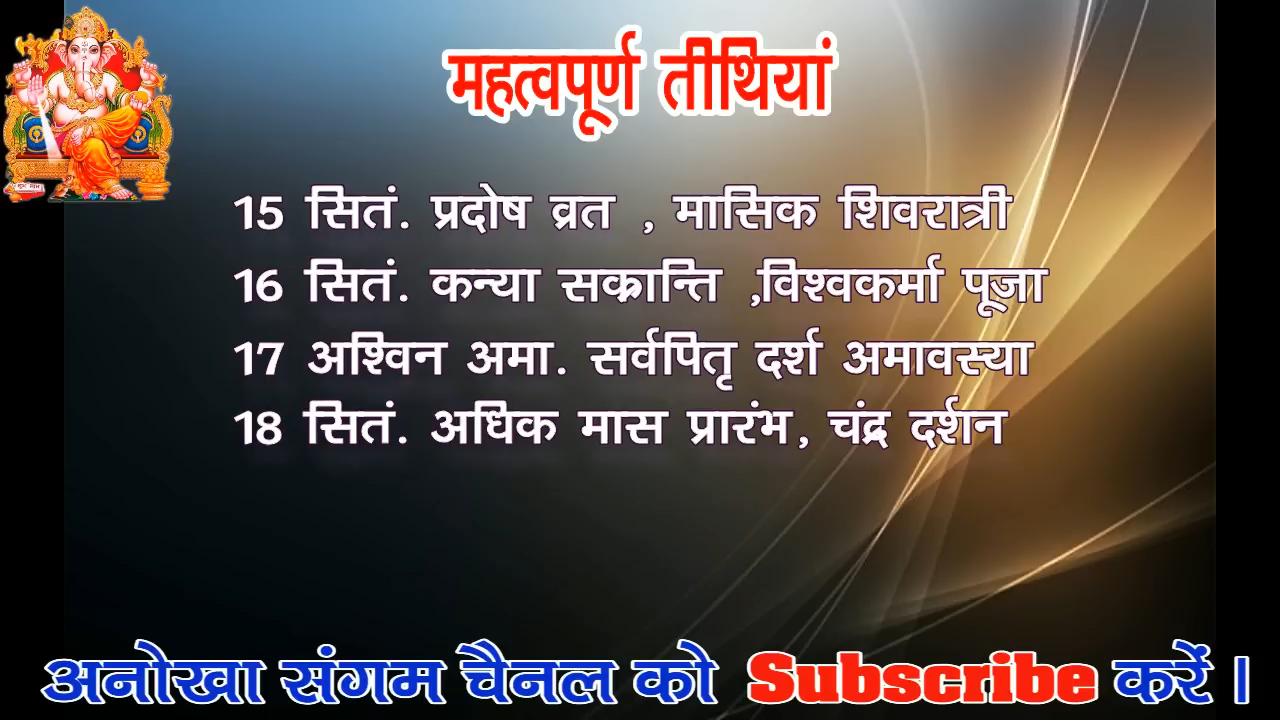 महत्वपूर्ण तीथियां
15 सितं. प्रदोष व्रत , मासिक शिवरात्री
16 सितं. कन्या सक्रान्ति ,विश्वकर्मा पूजा
17 अश्विन अमा. सर्वपितृ दर्श अमावस्या
18 सितं. अधिक मास प्रारंभ, चंद्र दर्शन
अनोखा संगम चैनल को Subscribe करें ।